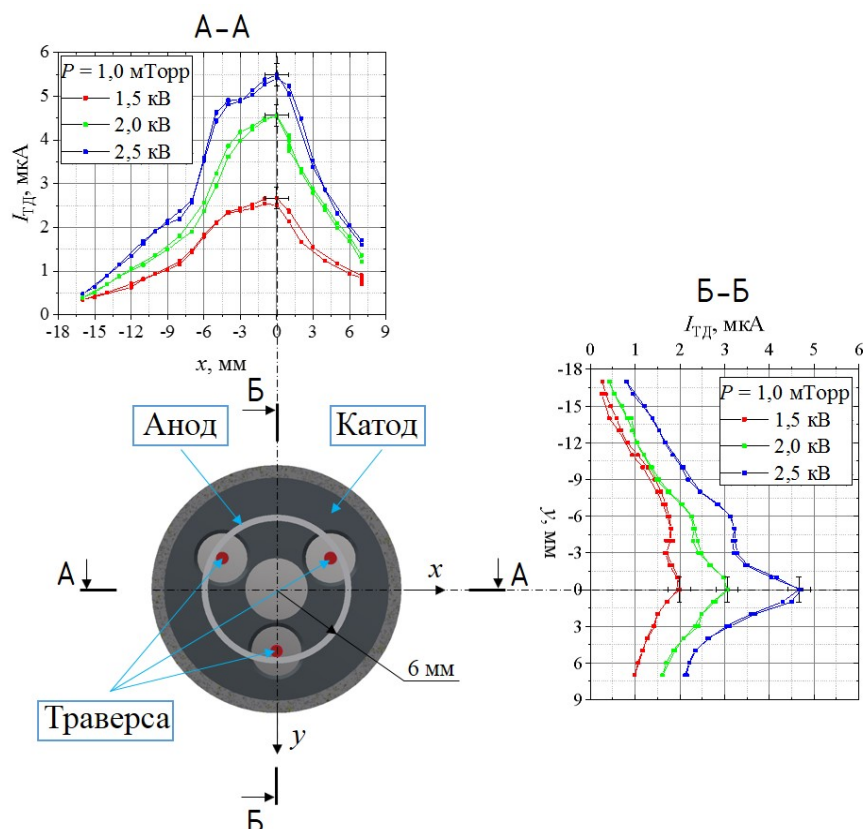 А–А
6
5
4
3
2
1
0
I_ТД, мкА
P = 1,0 мТорр
1,5 кВ
2,0 кВ
2,5 кВ
-18 -15 -12 -9 -6 -3 0 3 6 9
x, мм
Б–Б
I_ТД, мкА
0 1 2 3 4 5 6
-18
-15
-12
-9
-6
-3
0
3
6
9
y, мм
P = 1,0 мТорр
1,5 кВ
2,0 кВ
2,5 кВ
Б
Анод
Катод
А
x
А
6 мм
Траверса
y
Б